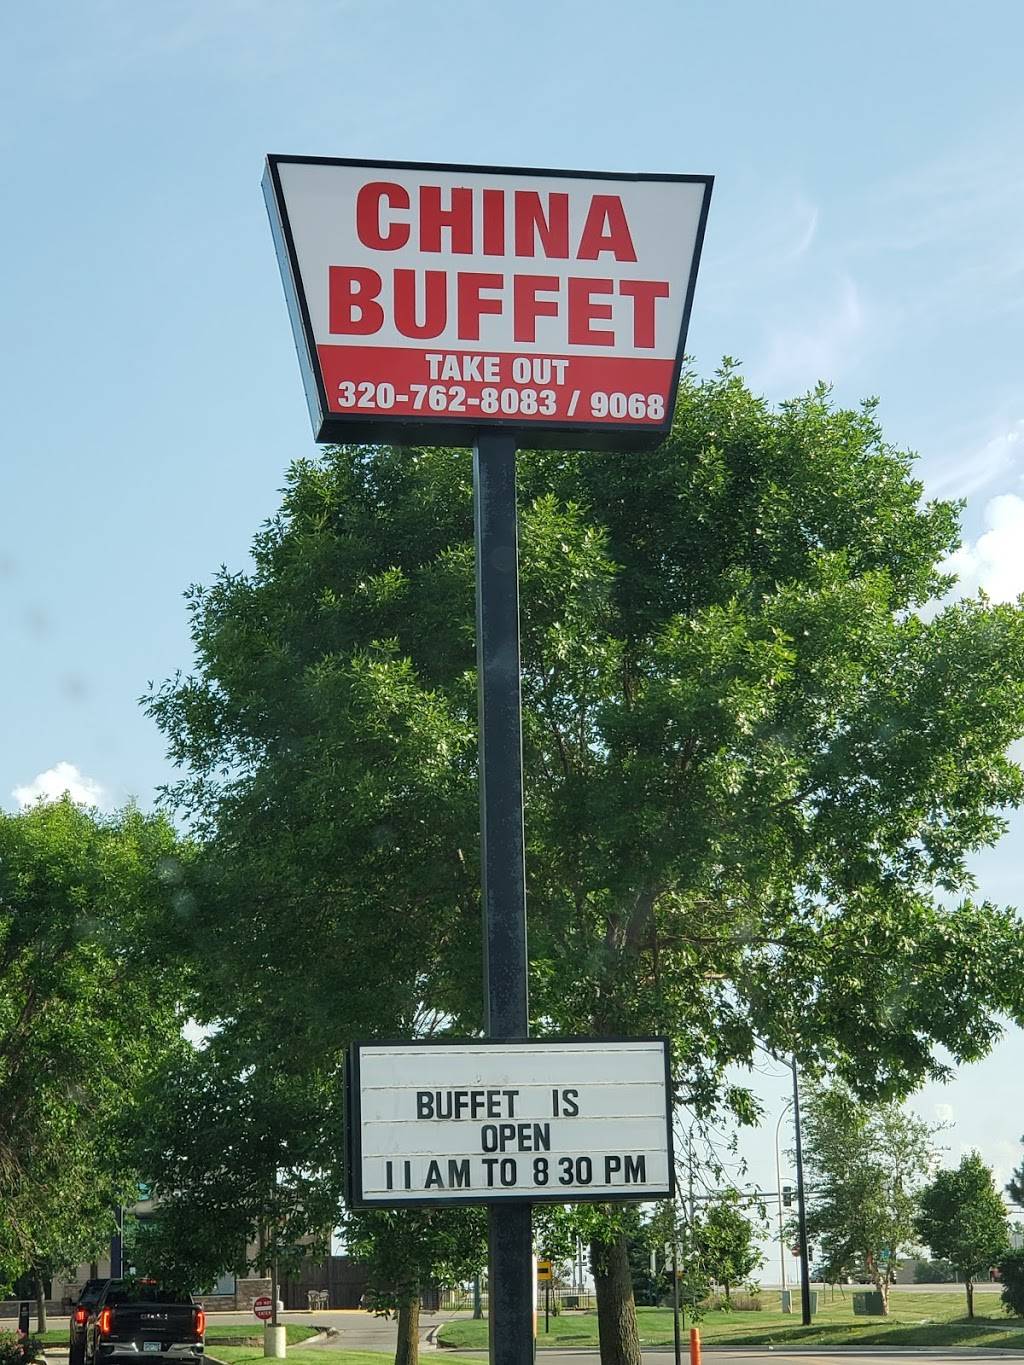 CHINA
BUFFET
TAKE OUT
320-762-8083 / 9068
BUFFET IS
OPEN
11 AM TO 8 30 PM